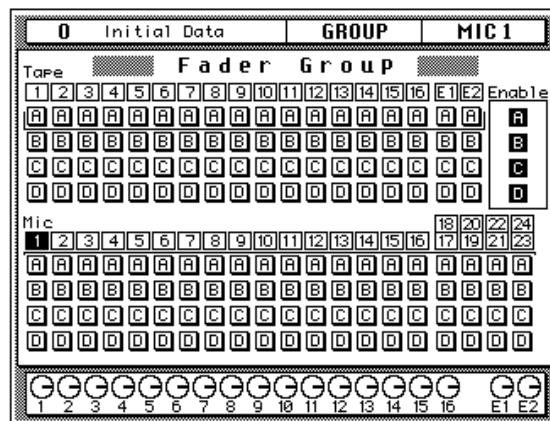 0 Initial Data GROUP MIC 1
Fader Group
Tape
1 2 3 4 5 6 7 8 9 10 11 12 13 14 15 16 E1 E2 Enable
A A A A A A A A A A A A A A A A A A A
B B B B B B B B B B B B B B B B B B B
C C C C C C C C C C C C C C C C C C C
D D D D D D D D D D D D D D D D D D D
Mic 18 20 22 24
1 2 3 4 5 6 7 8 9 10 11 12 13 14 15 16 17 19 21 23
A A A A A A A A A A A A A A A A A A A A
B B B B B B B B B B B B B B B B B B B B
C C C C C C C C C C C C C C C C C C C C
D D D D D D D D D D D D D D D D D D D D
1 2 3 4 5 6 7 8 9 10 11 12 13 14 15 16 E1 E2